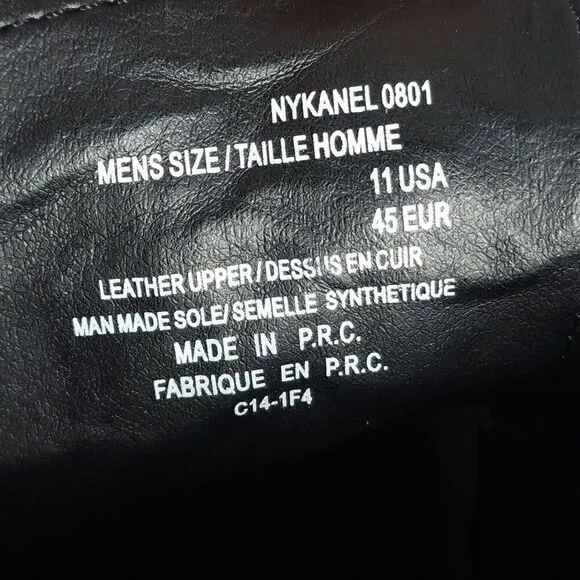 NYKANEL 0801
MENS SIZE / TAILLE HOMME
11 USA
45 EUR
LEATHER UPPER / DESSUS EN CUIR
MAN MADE SOLE/ SEMELLE SYNTHETIQUE
MADE IN P.R.C.
FABRIQUE EN P.R.C.
C14-1F4